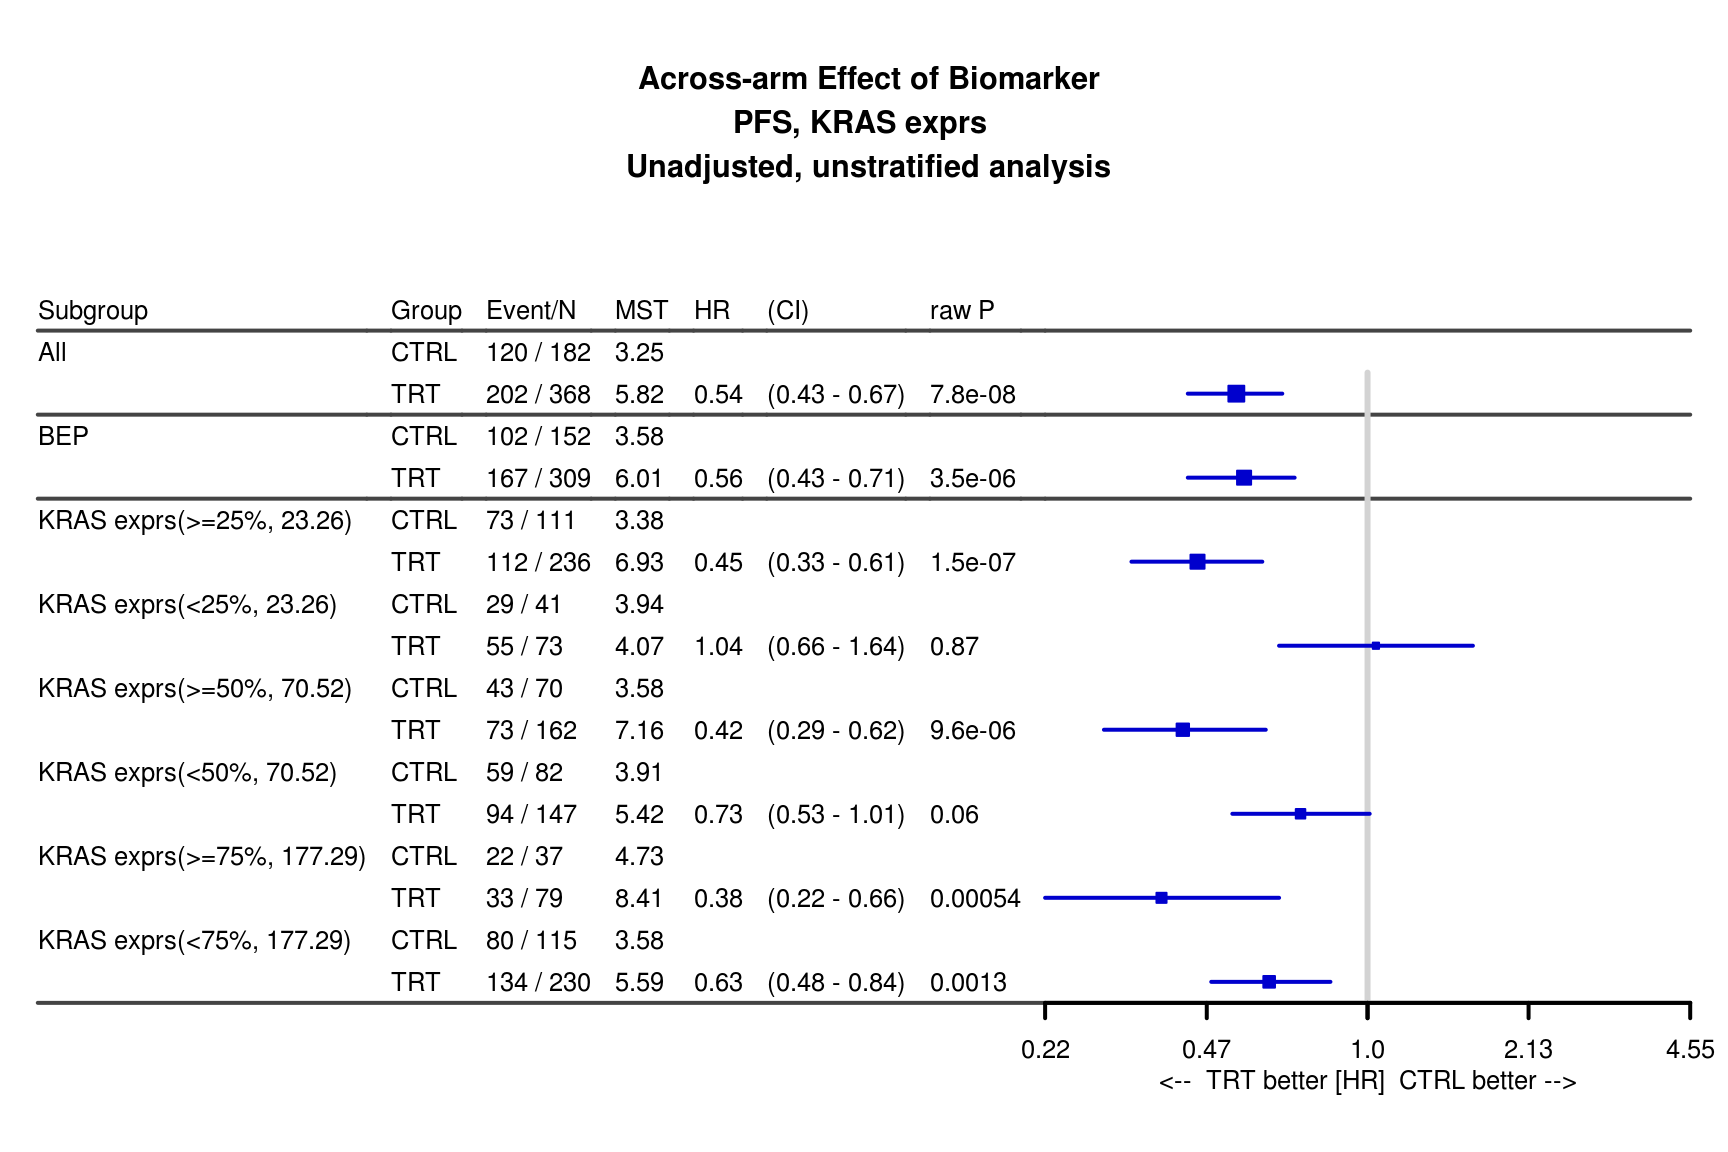 Across-arm Effect of Biomarker
PFS, KRAS exprs
Unadjusted, unstratified analysis
Subgroup Group Event/N MST HR (CI) raw P
All CTRL 120 / 182 3.25
TRT 202 / 368 5.82 0.54 (0.43 - 0.67) 7.8e-08
BEP CTRL 102 / 152 3.58
TRT 167 / 309 6.01 0.56 (0.43 - 0.71) 3.5e-06
KRAS exprs(>=25%, 23.26) CTRL 73 / 111 3.38
TRT 112 / 236 6.93 0.45 (0.33 - 0.61) 1.5e-07
KRAS exprs(<25%, 23.26) CTRL 29 / 41 3.94
TRT 55 / 73 4.07 1.04 (0.66 - 1.64) 0.87
KRAS exprs(>=50%, 70.52) CTRL 43 / 70 3.58
TRT 73 / 162 7.16 0.42 (0.29 - 0.62) 9.6e-06
KRAS exprs(<50%, 70.52) CTRL 59 / 82 3.91
TRT 94 / 147 5.42 0.73 (0.53 - 1.01) 0.06
KRAS exprs(>=75%, 177.29) CTRL 22 / 37 4.73
TRT 33 / 79 8.41 0.38 (0.22 - 0.66) 0.00054
KRAS exprs(<75%, 177.29) CTRL 80 / 115 3.58
TRT 134 / 230 5.59 0.63 (0.48 - 0.84) 0.0013
0.22 0.47 1.0 2.13 4.55
<-- TRT better [HR] CTRL better -->